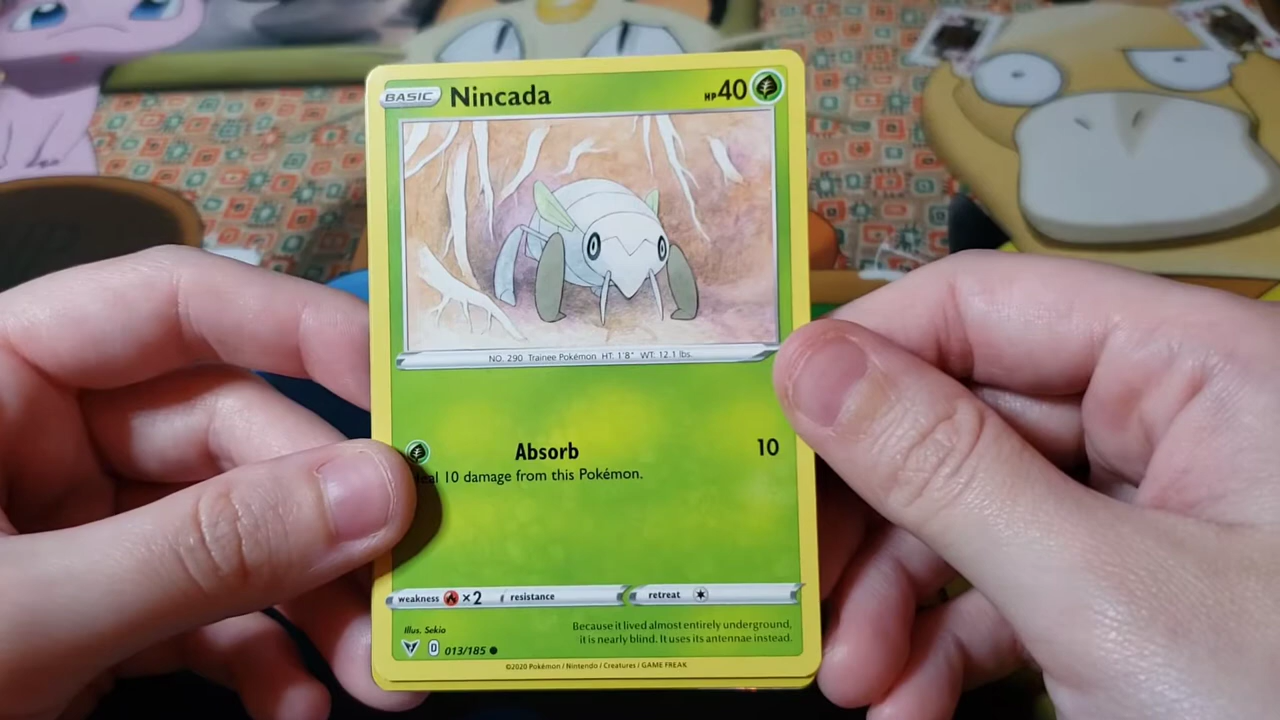 BASIC Nincada HP 40
NO. 290 Trainee Pokémon HT: 1'8" WT: 12.1 lbs.
Absorb 10
10 damage from this Pokémon.
weakness ×2 resistance retreat
Illus. Sekio
Because it lived almost entirely underground,
it is nearly blind. It uses its antennae instead.
013/185
©2020 Pokémon / Nintendo / Creatures / GAME FREAK